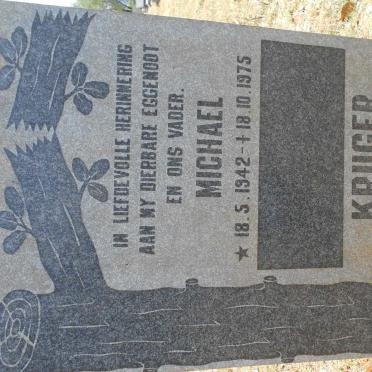 IN LIEFDEVOLLE HERINNERING
AAN MY DIERBARE EGGENOOT
EN ONS VADER.
MICHAEL
★ 18.5.1942 - † 18.10.1975
KRUGER